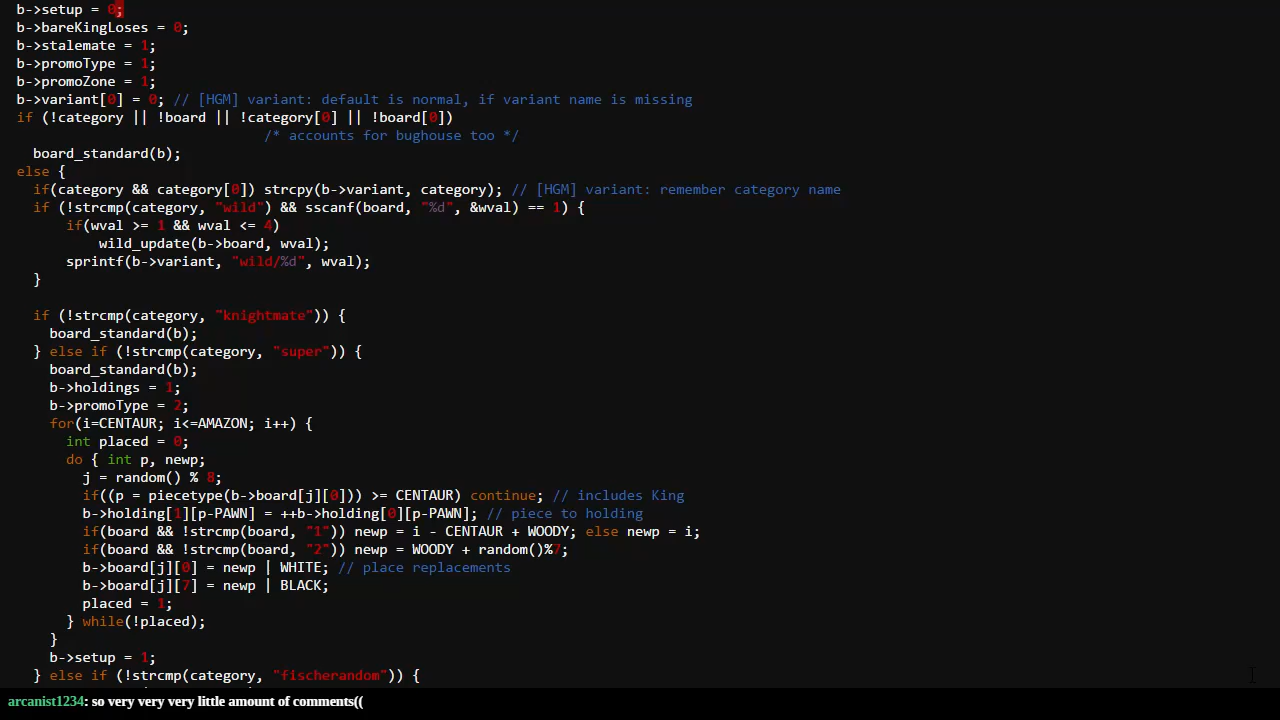 b->setup = 0;
b->bareKingLoses = 0;
b->stalemate = 1;
b->promoType = 1;
b->promoZone = 1;
b->variant[0] = 0; // [HGM] variant: default is normal, if variant name is missing
if (!category || !board || !category[0] || !board[0])
/* accounts for bughouse too */
board_standard(b);
else {
if(category && category[0]) strcpy(b->variant, category); // [HGM] variant: remember category name
if (!strcmp(category, "wild") && sscanf(board, "%d", &wval) == 1) {
if(wval >= 1 && wval <= 4)
wild_update(b->board, wval);
sprintf(b->variant, "wild/%d", wval);
}
if (!strcmp(category, "knightmate")) {
board_standard(b);
} else if (!strcmp(category, "super")) {
board_standard(b);
b->holdings = 1;
b->promoType = 2;
for(i=CENTAUR; i<=AMAZON; i++) {
int placed = 0;
do { int p, newp;
j = random() % 8;
if((p = piecetype(b->board[j][0])) >= CENTAUR) continue; // includes King
b->holding[1][p-PAWN] = ++b->holding[0][p-PAWN]; // piece to holding
if(board && !strcmp(board, "1")) newp = i - CENTAUR + WOODY; else newp = i;
if(board && !strcmp(board, "2")) newp = WOODY + random()%7;
b->board[j][0] = newp | WHITE; // place replacements
b->board[j][7] = newp | BLACK;
placed = 1;
} while(!placed);
}
b->setup = 1;
} else if (!strcmp(category, "fischerandom")) {
arcanist1234: so very very very little amount of comments((